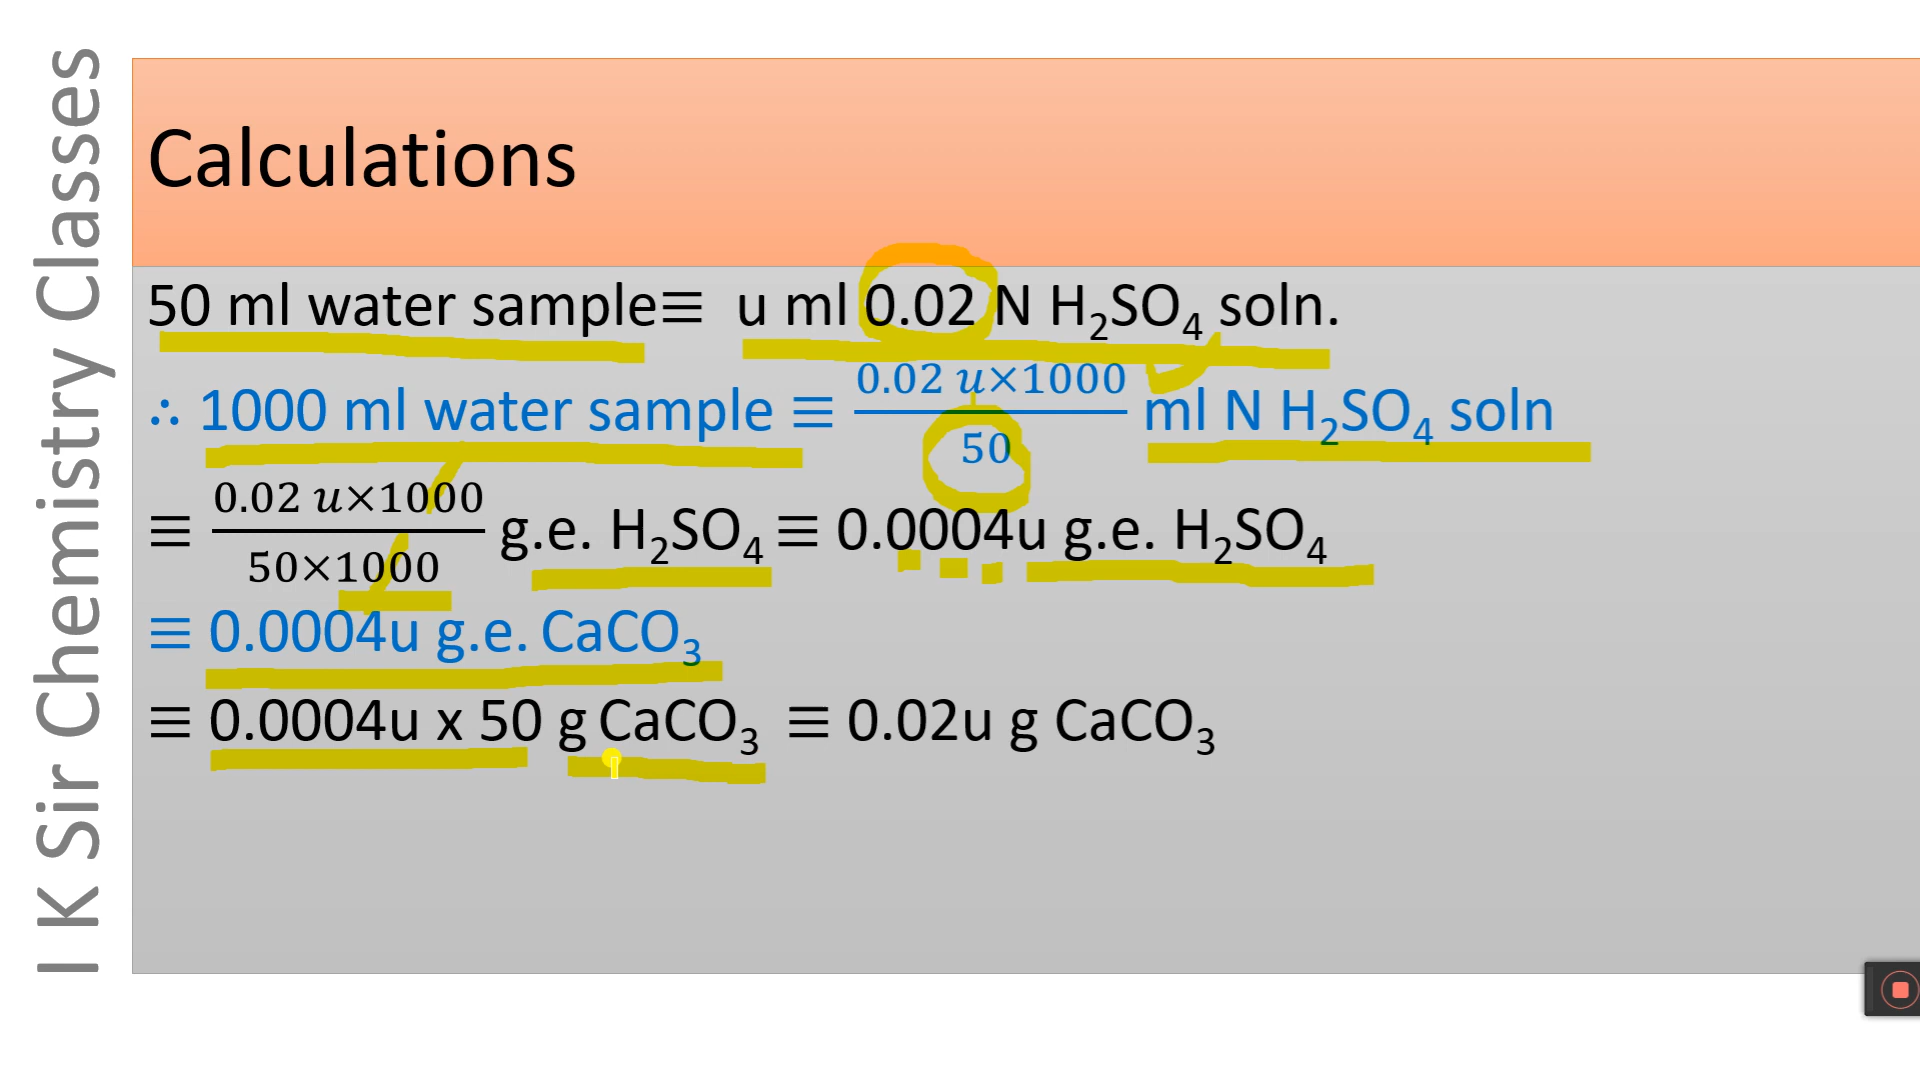 I K Sir Chemistry Classes
Calculations
50 ml water sample≡ u ml 0.02 N H₂SO₄ soln.
∴ 1000 ml water sample ≡ (0.02 u×1000)/50 ml N H₂SO₄ soln
≡ (0.02 u×1000)/(50×1000) g.e. H₂SO₄ ≡ 0.0004u g.e. H₂SO₄
≡ 0.0004u g.e. CaCO₃
≡ 0.0004u x 50 g CaCO₃ ≡ 0.02u g CaCO₃